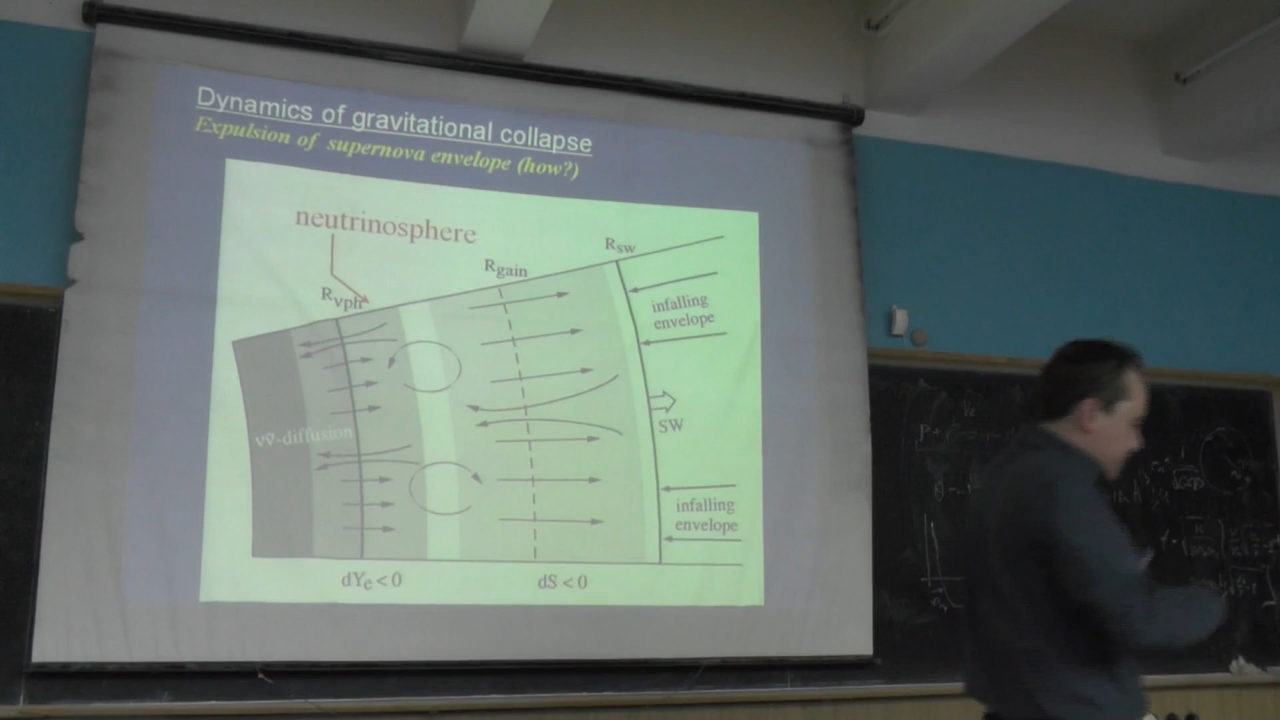 Dynamics of gravitational collapse
Expulsion of supernova envelope (how?)
neutrinosphere
Rνph
Rgain
Rsw
infalling
envelope
SW
νν̄-diffusion
infalling
envelope
dYe < 0
dS < 0